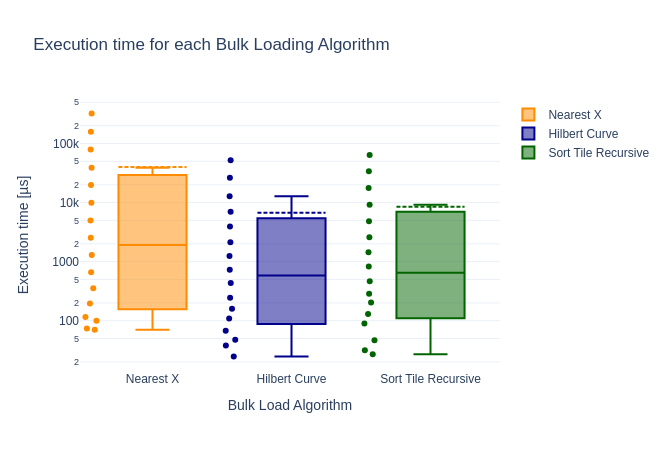 Execution time for each Bulk Loading Algorithm
5
2
100k
5
2
10k
5
2
1000
5
2
100
5
2
Execution time [µs]
Nearest X
Hilbert Curve
Sort Tile Recursive
Bulk Load Algorithm
Nearest X
Hilbert Curve
Sort Tile Recursive